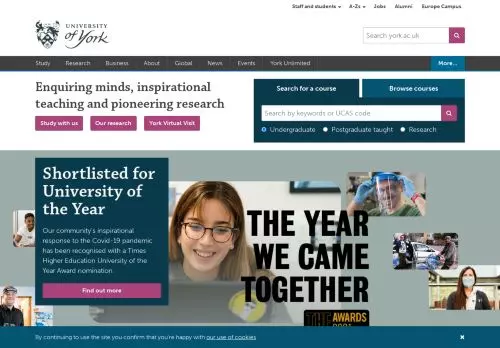 Staff and students
A-Zs
Jobs
Alumni
Europe Campus
UNIVERSITY
of York
Search york.ac.uk
Study
Research
Business
About
Global
News
Events
York Unlimited
More...
Enquiring minds, inspirational
teaching and pioneering research
Study with us
Our research
York Virtual Visit
Search for a course
Browse courses
Search by keywords or UCAS code
Undergraduate
Postgraduate taught
Research
Shortlisted for
University of
the Year
Our community's inspirational
response to the Covid-19 pandemic
has been recognised with a Times
Higher Education University of the
Year Award nomination.
Find out more
THE YEAR
WE CAME
TOGETHER
THE AWARDS
By continuing to use the site you confirm that you're happy with our use of cookies